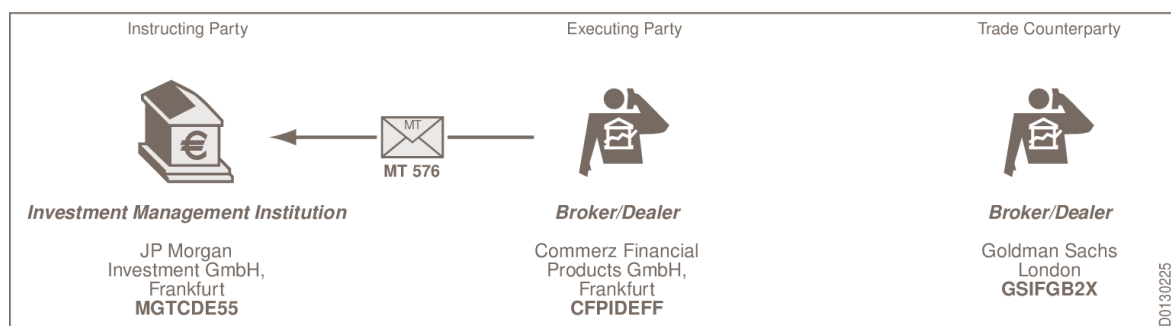 Instructing Party
Executing Party
Trade Counterparty
€
MT
MT 576
Investment Management Institution
Broker/Dealer
Broker/Dealer
JP Morgan
Investment GmbH,
Frankfurt
MGTCDE55
Commerz Financial
Products GmbH,
Frankfurt
CFPIDEFF
Goldman Sachs
London
GSIFGB2X
D0130225